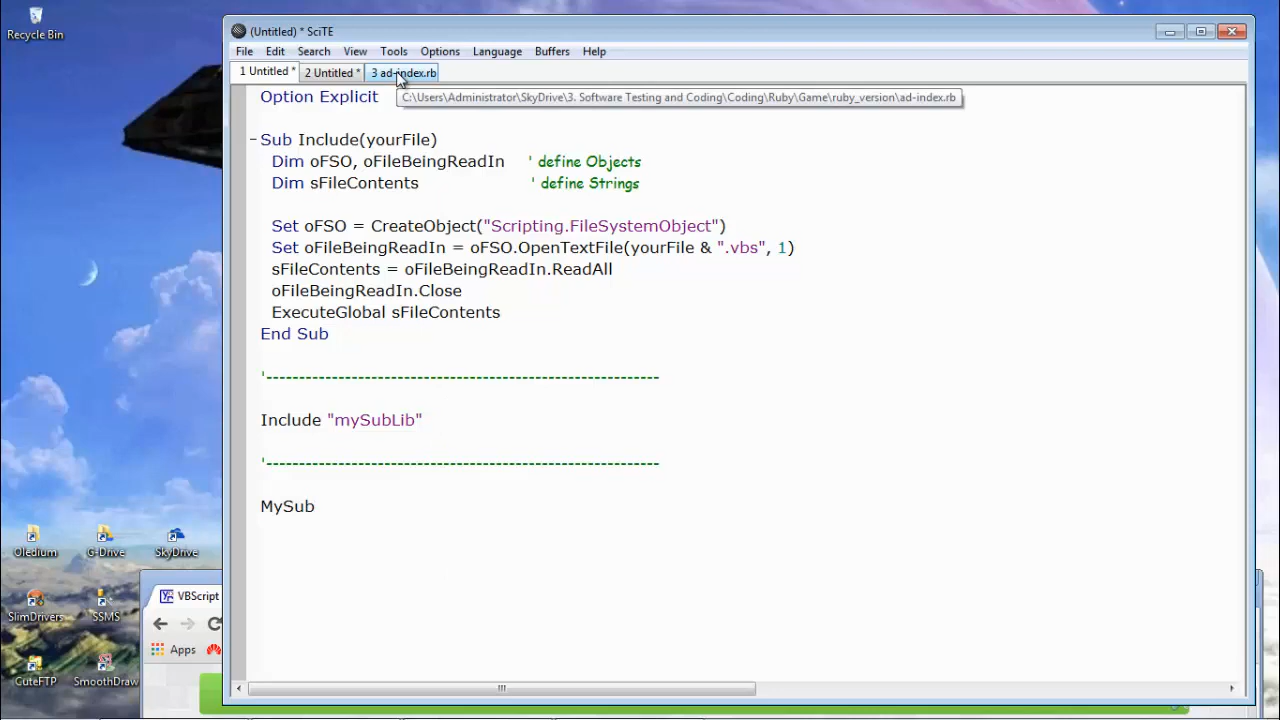 Recycle Bin
(Untitled) * SciTE
File Edit Search View Tools Options Language Buffers Help
1 Untitled * 2 Untitled * 3 ad-index.rb
C:\Users\Administrator\SkyDrive\3. Software Testing and Coding\Coding\Ruby\Game\ruby_version\ad-index.rb
Option Explicit
Sub Include(yourFile)
Dim oFSO, oFileBeingReadIn ' define Objects
Dim sFileContents ' define Strings
Set oFSO = CreateObject("Scripting.FileSystemObject")
Set oFileBeingReadIn = oFSO.OpenTextFile(yourFile & ".vbs", 1)
sFileContents = oFileBeingReadIn.ReadAll
oFileBeingReadIn.Close
ExecuteGlobal sFileContents
End Sub
'------------------------------------------------------------
Include "mySubLib"
'------------------------------------------------------------
MySub
Oledium G-Drive SkyDrive
SlimDrivers SSMS
CuteFTP SmoothDraw
VBScript
Apps